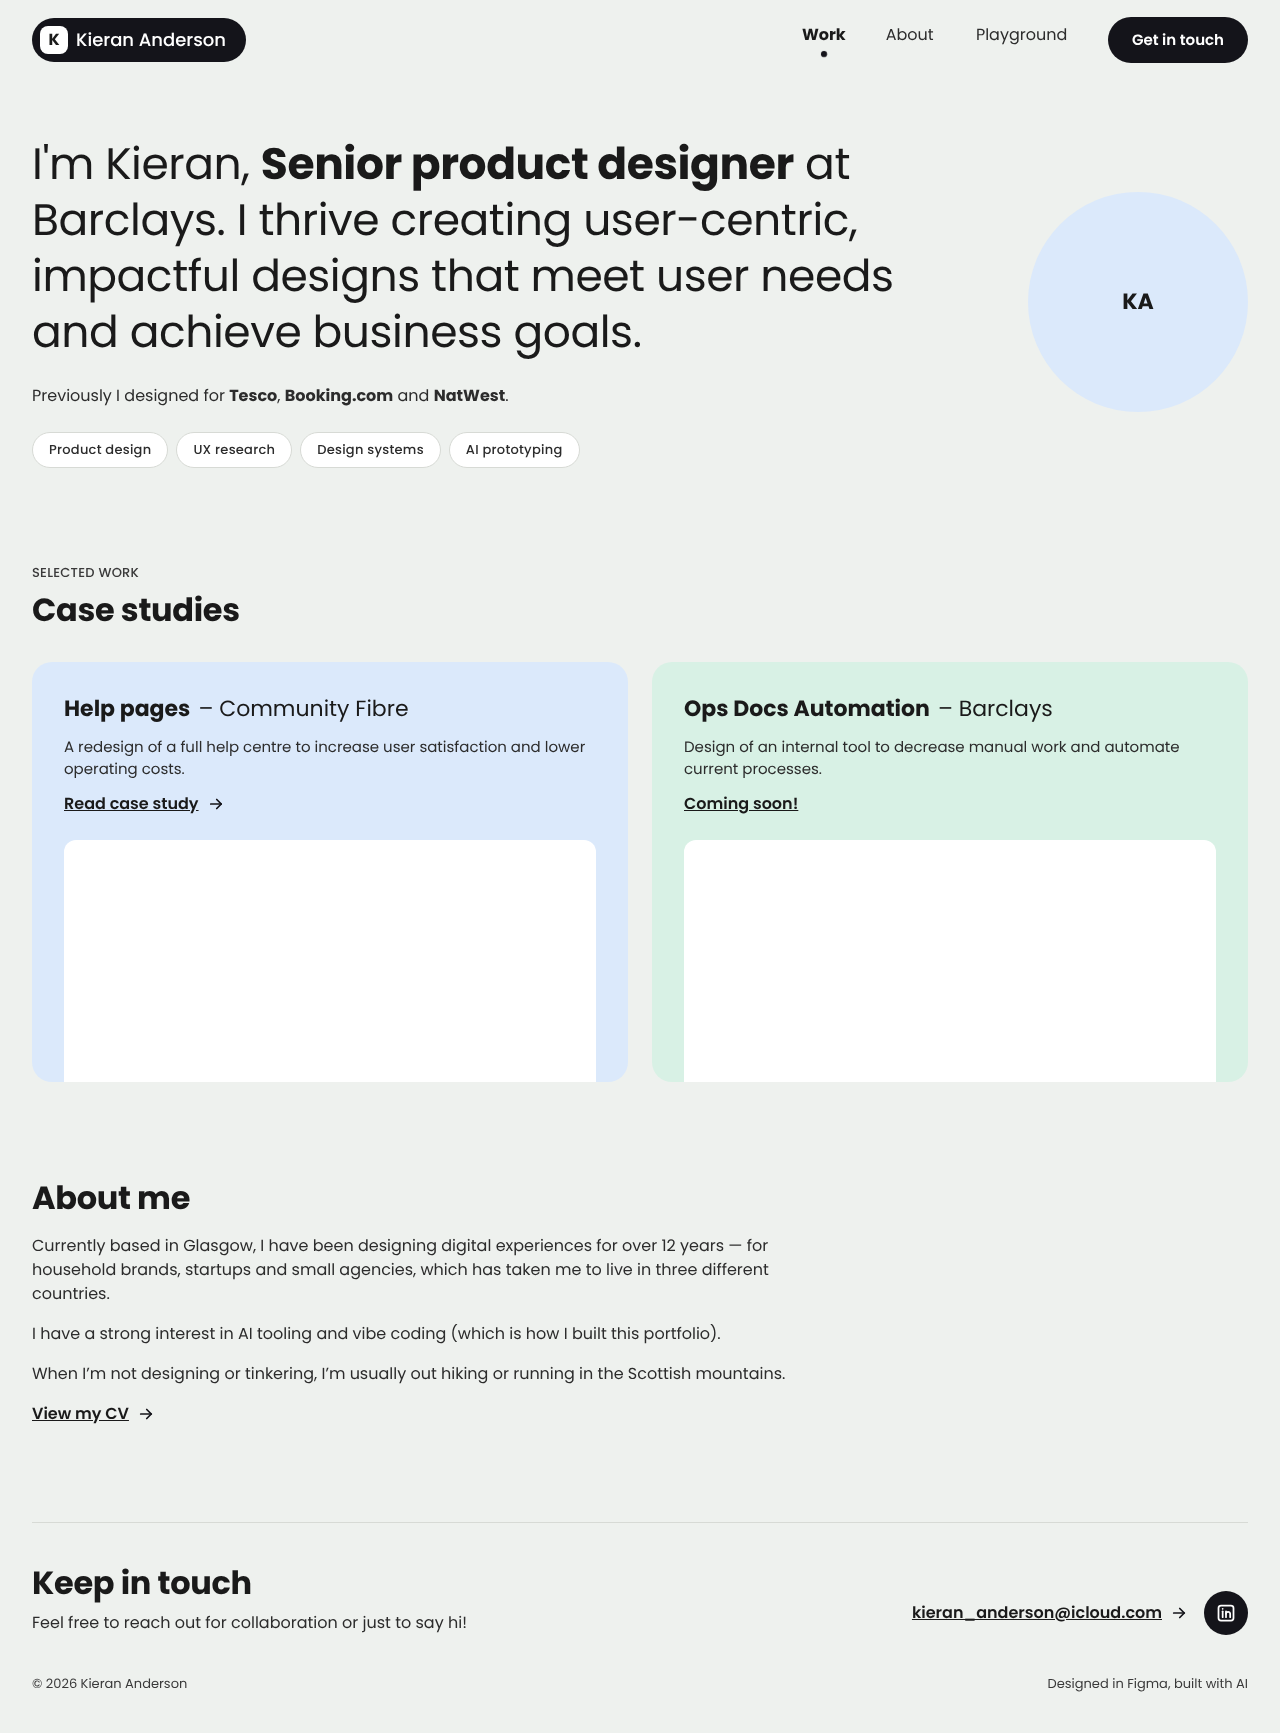 K Kieran Anderson
Work
About
Playground
Get in touch
I'm Kieran, Senior product designer at
Barclays. I thrive creating user-centric,
impactful designs that meet user needs
and achieve business goals.
KA
Previously I designed for Tesco, Booking.com and NatWest.
Product design
UX research
Design systems
AI prototyping
SELECTED WORK
Case studies
Help pages – Community Fibre
A redesign of a full help centre to increase user satisfaction and lower
operating costs.
Read case study →
Ops Docs Automation – Barclays
Design of an internal tool to decrease manual work and automate
current processes.
Coming soon!
About me
Currently based in Glasgow, I have been designing digital experiences for over 12 years — for
household brands, startups and small agencies, which has taken me to live in three different
countries.
I have a strong interest in AI tooling and vibe coding (which is how I built this portfolio).
When I’m not designing or tinkering, I’m usually out hiking or running in the Scottish mountains.
View my CV →
Keep in touch
Feel free to reach out for collaboration or just to say hi!
kieran_anderson@icloud.com →
in
© 2026 Kieran Anderson
Designed in Figma, built with AI